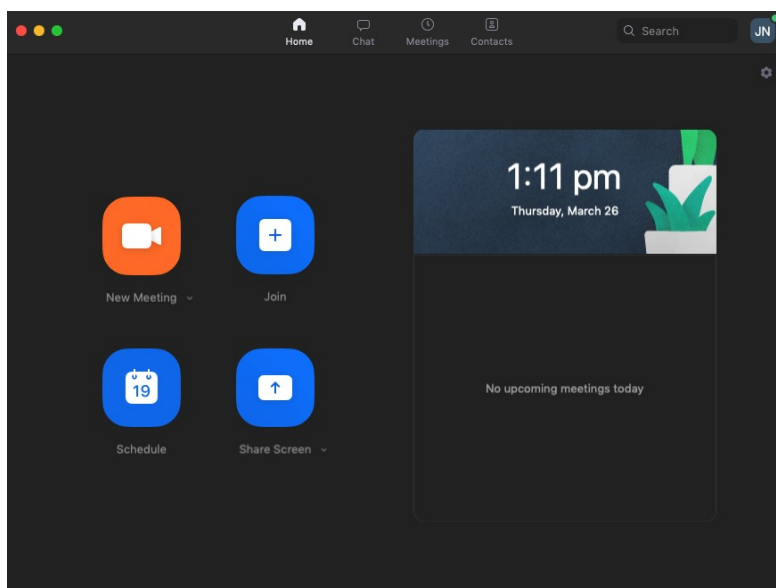 Home
Chat
Meetings
Contacts
Search
JN
1:11 pm
Thursday, March 26
New Meeting
Join
19
Schedule
Share Screen
No upcoming meetings today